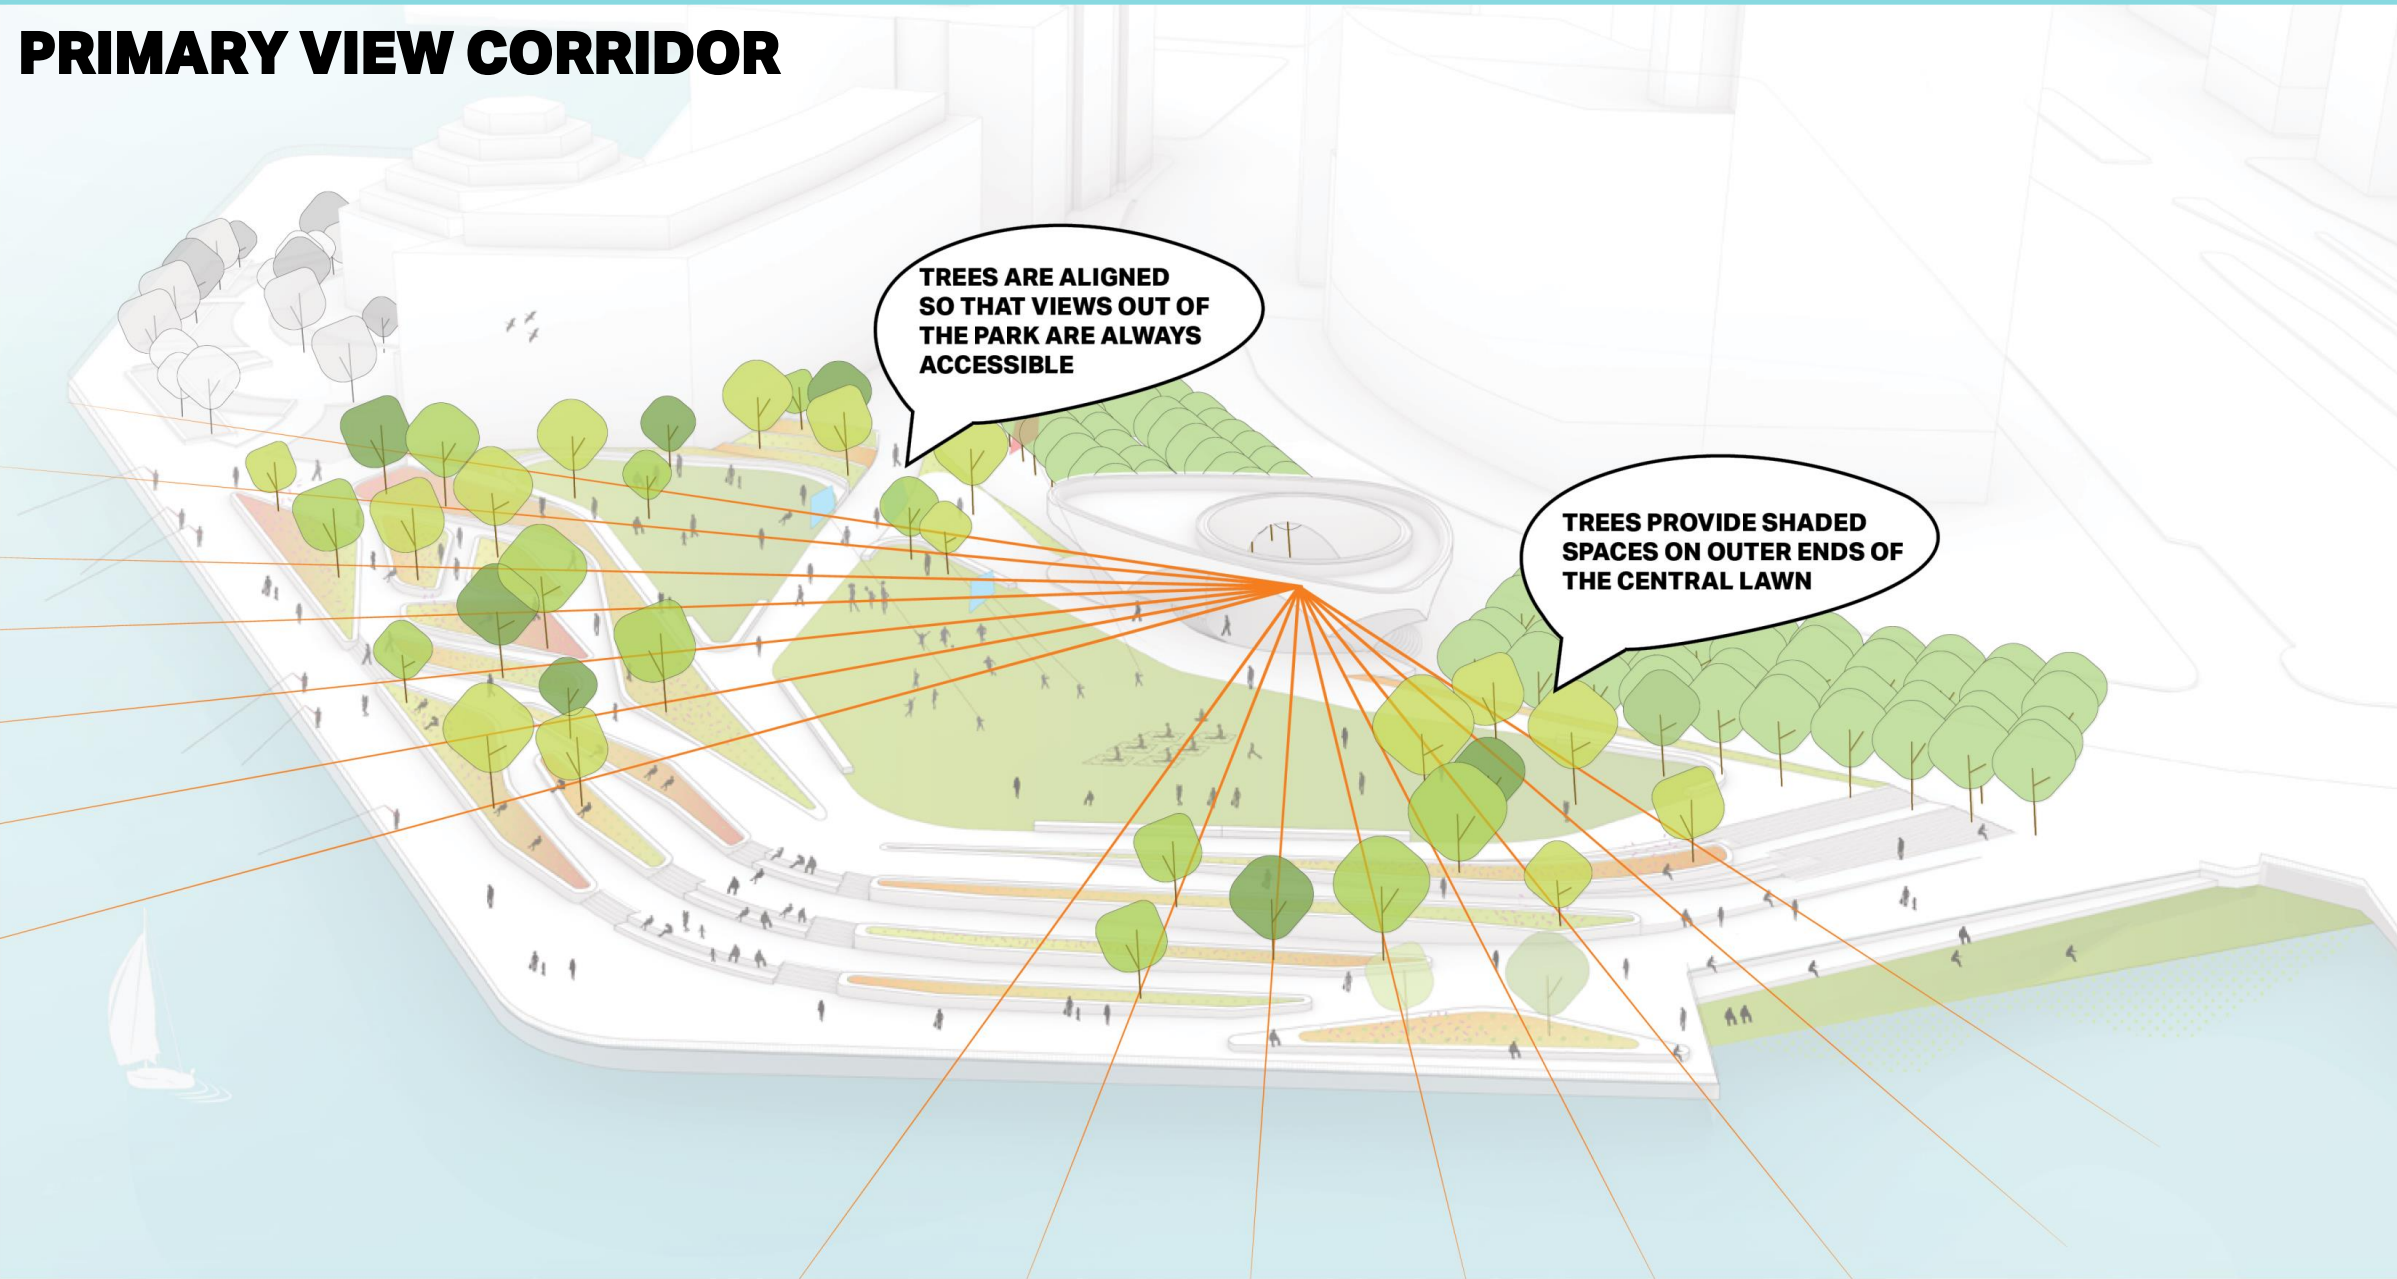 PRIMARY VIEW CORRIDOR
TREES ARE ALIGNED
SO THAT VIEWS OUT OF
THE PARK ARE ALWAYS
ACCESSIBLE
TREES PROVIDE SHADED
SPACES ON OUTER ENDS OF
THE CENTRAL LAWN